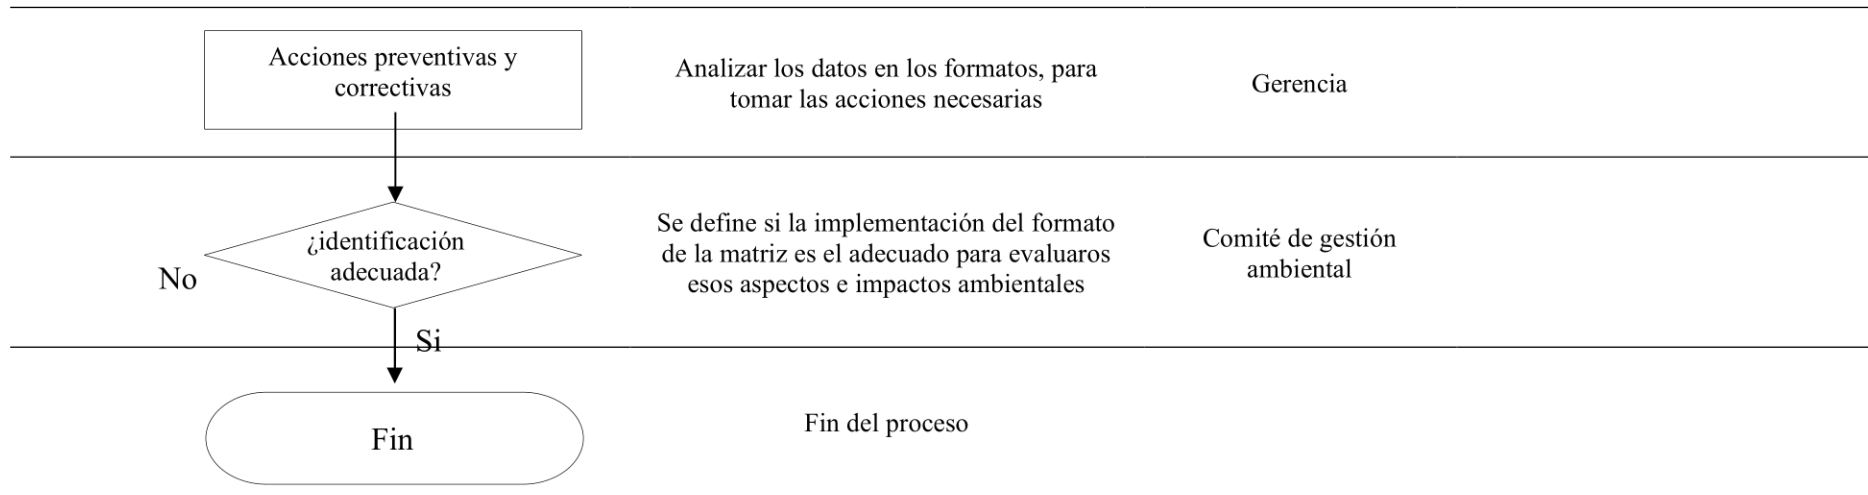 Acciones preventivas y
correctivas
Analizar los datos en los formatos, para
tomar las acciones necesarias
Gerencia
¿identificación
adecuada?
No
Si
Se define si la implementación del formato
de la matriz es el adecuado para evaluaros
esos aspectos e impactos ambientales
Comité de gestión
ambiental
Fin
Fin del proceso